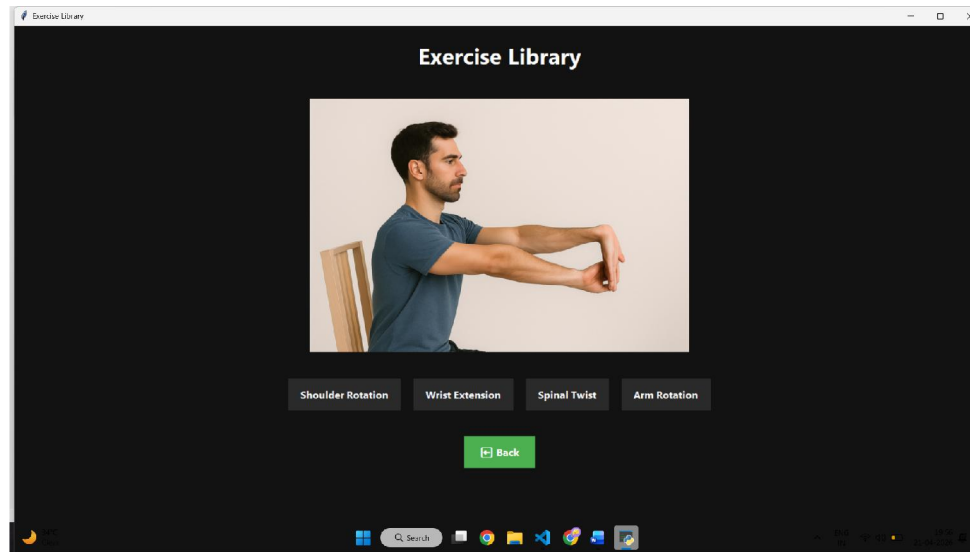 Exercise Library
Exercise Library
Shoulder Rotation
Wrist Extension
Spinal Twist
Arm Rotation
Back
Search